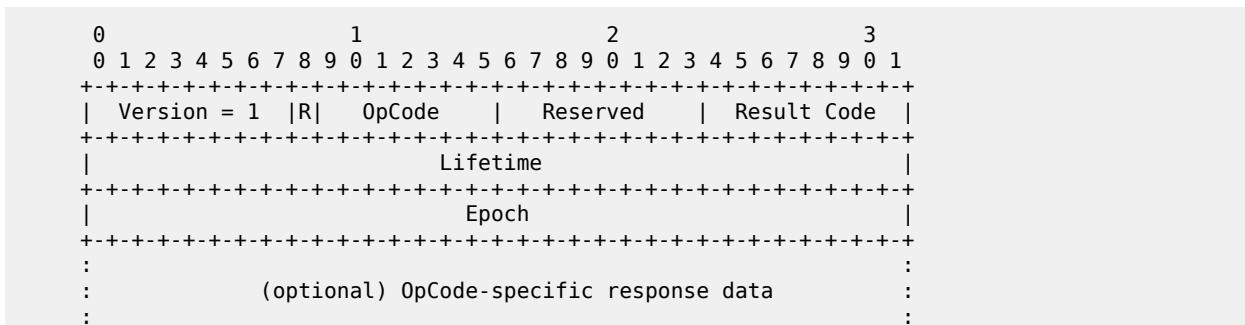 0                   1                   2                   3
 0 1 2 3 4 5 6 7 8 9 0 1 2 3 4 5 6 7 8 9 0 1 2 3 4 5 6 7 8 9 0 1
+-+-+-+-+-+-+-+-+-+-+-+-+-+-+-+-+-+-+-+-+-+-+-+-+-+-+-+-+-+-+-+-+
|  Version = 1  |R|   OpCode    |   Reserved    |  Result Code  |
+-+-+-+-+-+-+-+-+-+-+-+-+-+-+-+-+-+-+-+-+-+-+-+-+-+-+-+-+-+-+-+-+
|                           Lifetime                            |
+-+-+-+-+-+-+-+-+-+-+-+-+-+-+-+-+-+-+-+-+-+-+-+-+-+-+-+-+-+-+-+-+
|                             Epoch                             |
+-+-+-+-+-+-+-+-+-+-+-+-+-+-+-+-+-+-+-+-+-+-+-+-+-+-+-+-+-+-+-+-+
:                                                               :
:             (optional) OpCode-specific response data          :
:                                                               :